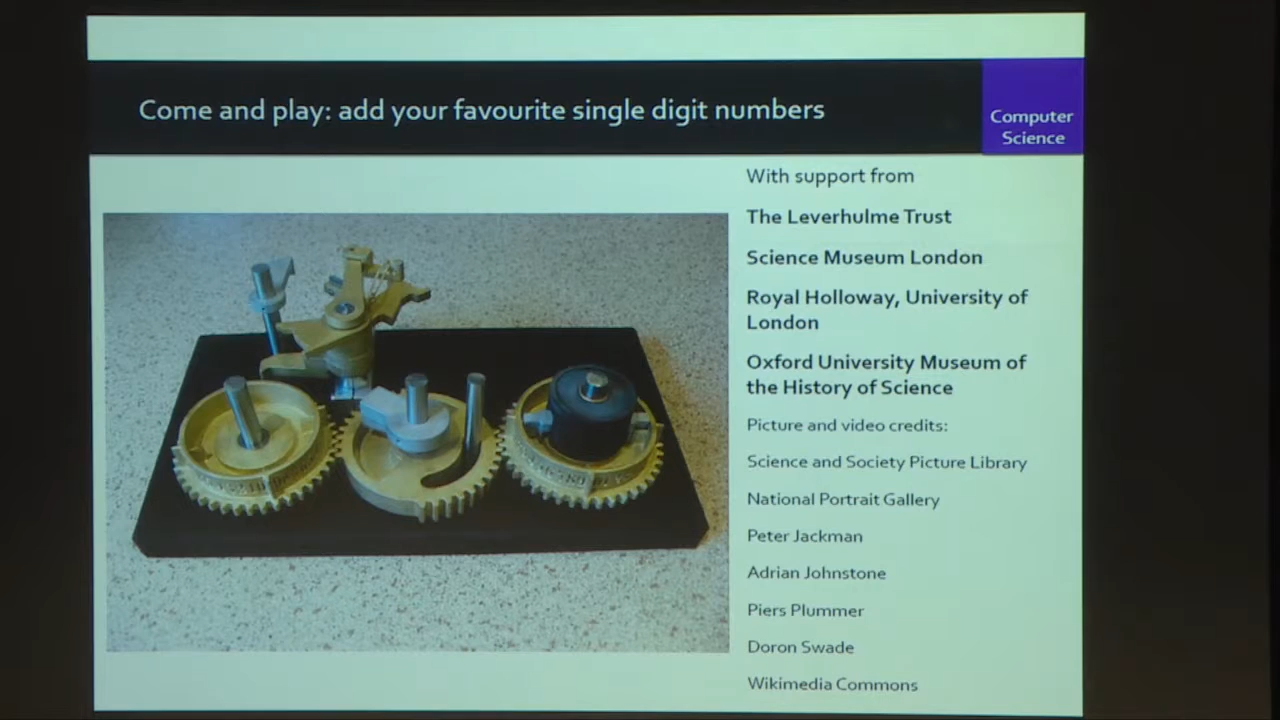 Come and play: add your favourite single digit numbers
Computer
Science
With support from
The Leverhulme Trust
Science Museum London
Royal Holloway, University of
London
Oxford University Museum of
the History of Science
Picture and video credits:
Science and Society Picture Library
National Portrait Gallery
Peter Jackman
Adrian Johnstone
Piers Plummer
Doron Swade
Wikimedia Commons